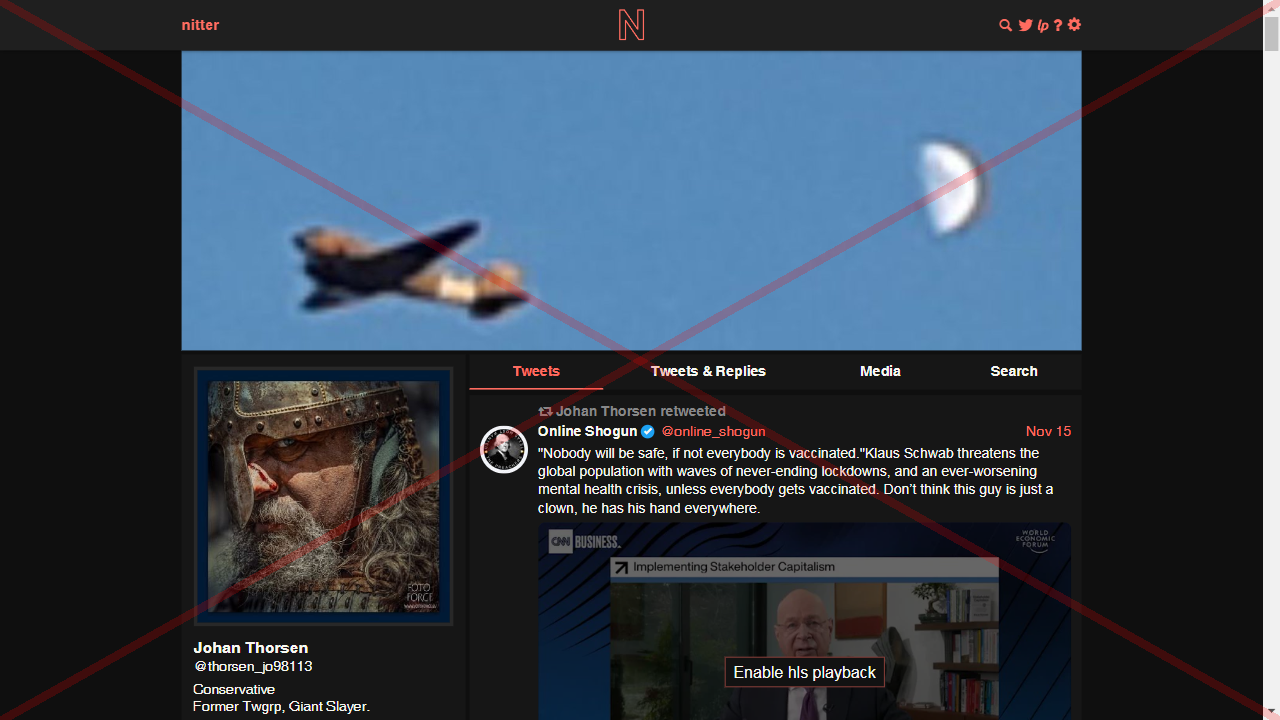 nitter
N
lp ?
Tweets
Tweets & Replies
Media
Search
Johan Thorsen retweeted
Online Shogun @online_shogun
Nov 15
"Nobody will be safe, if not everybody is vaccinated."Klaus Schwab threatens the
global population with waves of never-ending lockdowns, and an ever-worsening
mental health crisis, unless everybody gets vaccinated. Don't think this guy is just a
clown, he has his hand everywhere.
CNN BUSINESS.
WORLD
ECONOMIC
FORUM
Implementing Stakeholder Capitalism
Enable hls playback
FOTO
FORCE
Johan Thorsen
@thorsen_jo98113
Conservative
Former Twgrp, Giant Slayer.